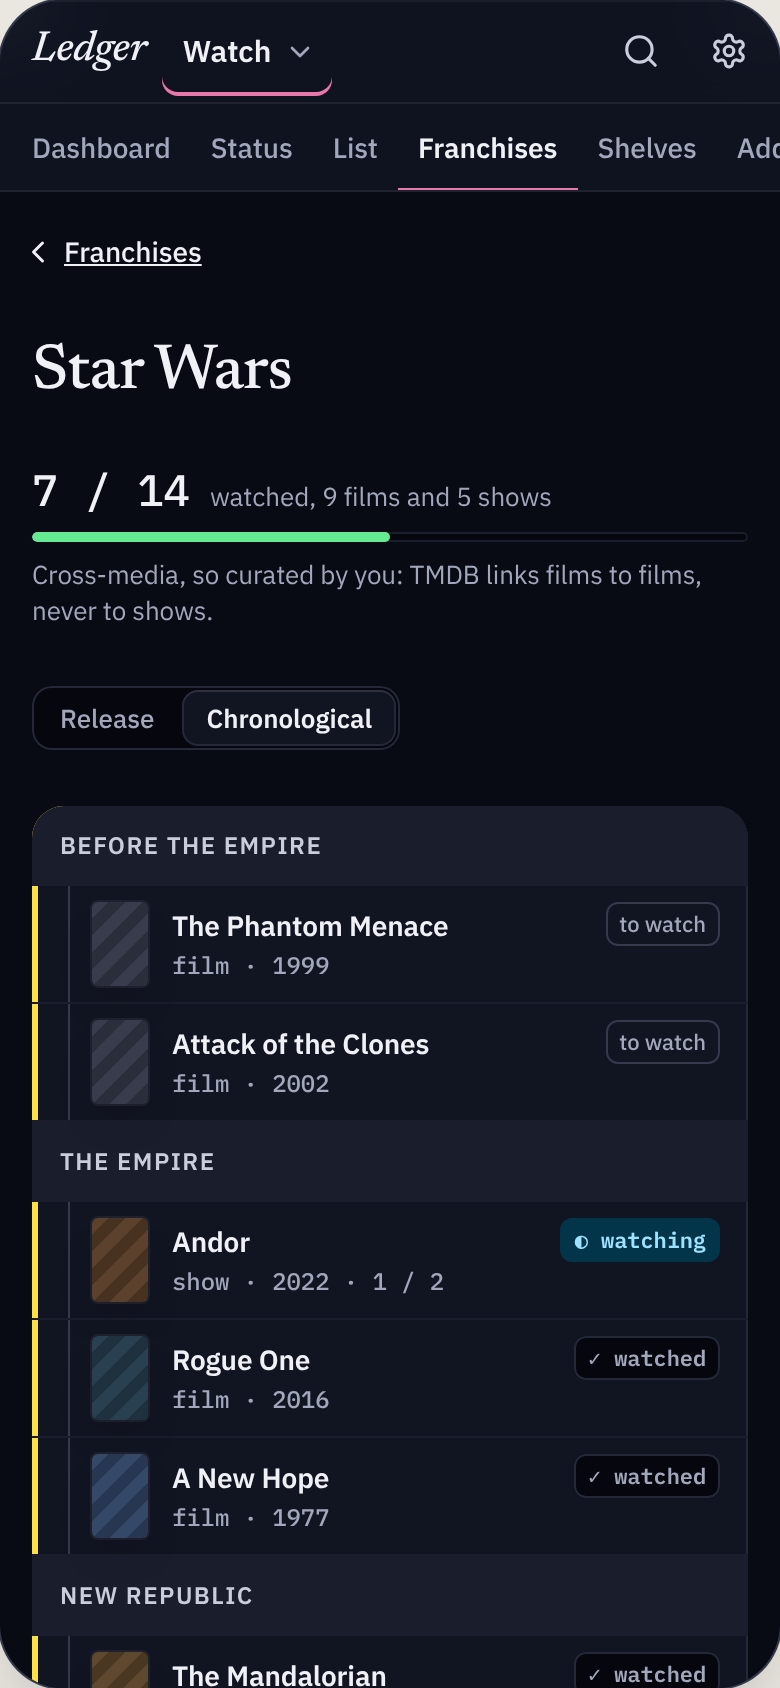 Ledger Watch
Dashboard Status List Franchises Shelves
Franchises
Star Wars
7 / 14 watched, 9 films and 5 shows
Cross-media, so curated by you: TMDB links films to films,
never to shows.
Release Chronological
BEFORE THE EMPIRE
The Phantom Menace to watch
film · 1999
Attack of the Clones to watch
film · 2002
THE EMPIRE
Andor ◐ watching
show · 2022 · 1 / 2
Rogue One ✓ watched
film · 2016
A New Hope ✓ watched
film · 1977
NEW REPUBLIC
The Mandalorian ✓ watched